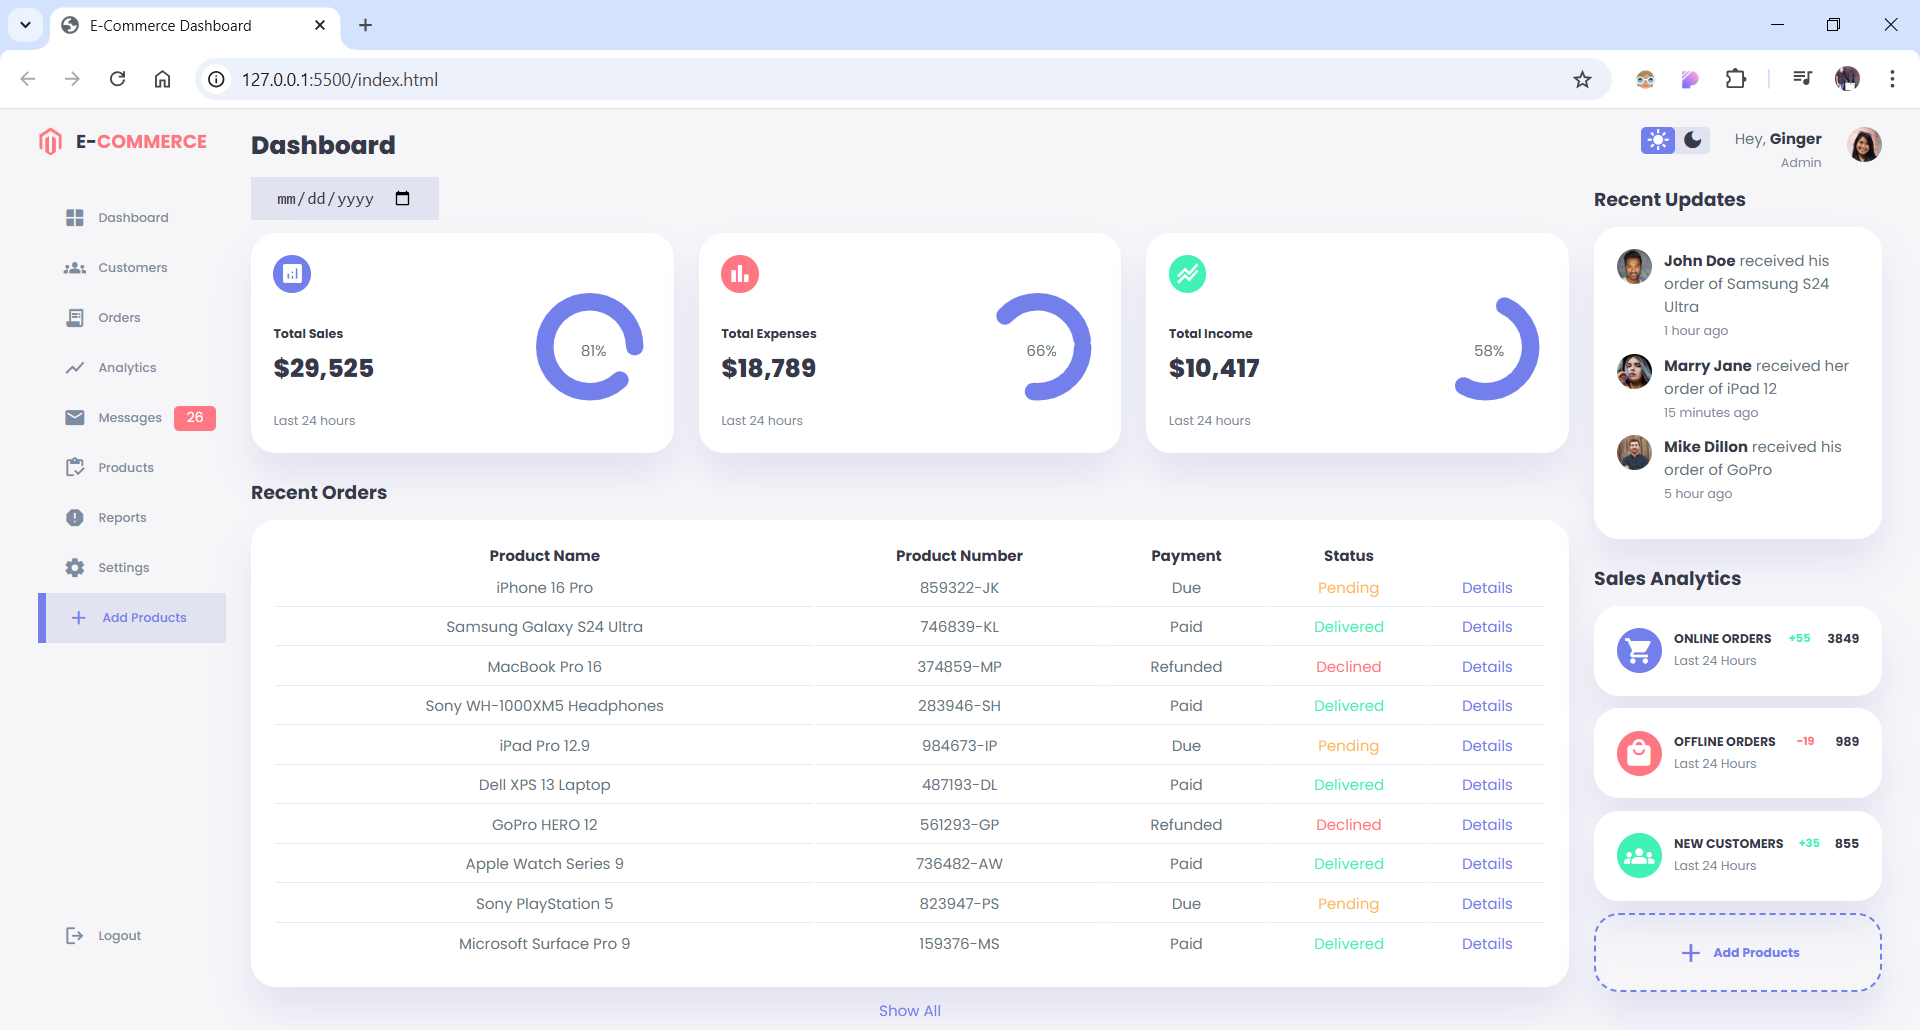 E-Commerce Dashboard
127.0.0.1:5500/index.html
E-COMMERCE
Dashboard
Customers
Orders
Analytics
Messages 26
Products
Reports
Settings
Add Products
Logout
Dashboard
mm/dd/yyyy
Total Sales
$29,525
81%
Last 24 hours
Total Expenses
$18,789
66%
Last 24 hours
Total Income
$10,417
58%
Last 24 hours
Recent Orders
Product Name Product Number Payment Status
iPhone 16 Pro 859322-JK Due Pending Details
Samsung Galaxy S24 Ultra 746839-KL Paid Delivered Details
MacBook Pro 16 374859-MP Refunded Declined Details
Sony WH-1000XM5 Headphones 283946-SH Paid Delivered Details
iPad Pro 12.9 984673-IP Due Pending Details
Dell XPS 13 Laptop 487193-DL Paid Delivered Details
GoPro HERO 12 561293-GP Refunded Declined Details
Apple Watch Series 9 736482-AW Paid Delivered Details
Sony PlayStation 5 823947-PS Due Pending Details
Microsoft Surface Pro 9 159376-MS Paid Delivered Details
Show All
Hey, Ginger
Admin
Recent Updates
John Doe received his
order of Samsung S24
Ultra
1 hour ago
Marry Jane received her
order of iPad 12
15 minutes ago
Mike Dillon received his
order of GoPro
5 hour ago
Sales Analytics
ONLINE ORDERS +55 3849
Last 24 Hours
OFFLINE ORDERS -19 989
Last 24 Hours
NEW CUSTOMERS +35 855
Last 24 Hours
Add Products